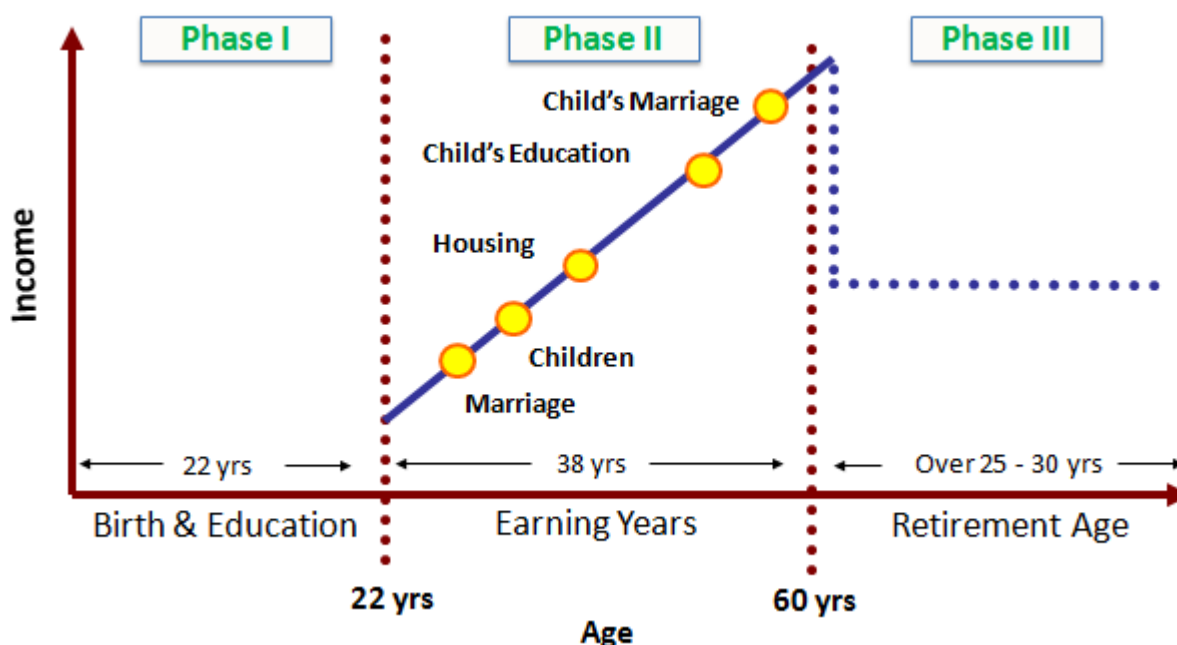 Phase I
Phase II
Phase III
Child’s Marriage
Child’s Education
Housing
Children
Marriage
Income
22 yrs
38 yrs
Over 25 - 30 yrs
Birth & Education
Earning Years
Retirement Age
22 yrs
60 yrs
Age